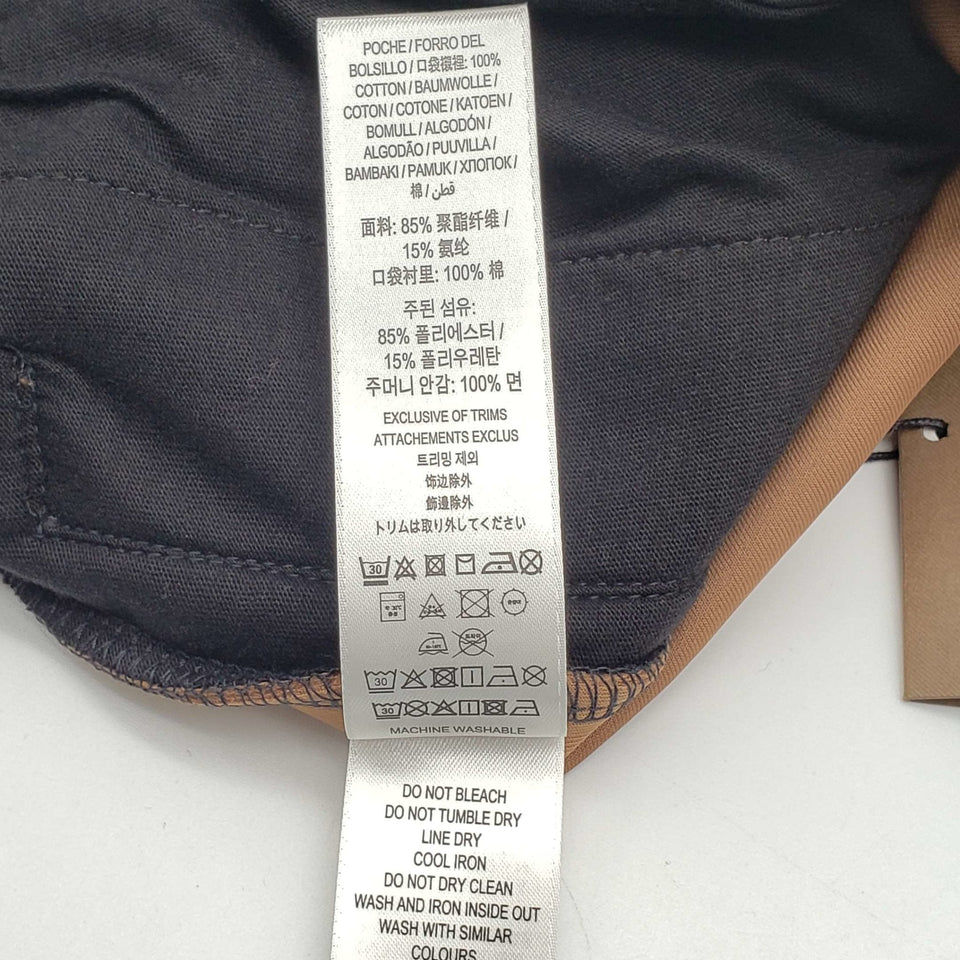 POCHE / FORRO DEL
BOLSILLO / 口袋襯裡: 100%
COTTON / BAUMWOLLE /
COTON / COTONE / KATOEN /
BOMULL / ALGODÓN /
ALGODÃO / PUUVILLA /
BAMBAKI / PAMUK / ХЛОПОК /
棉 / قطن
面料: 85% 聚酯纤维 /
15% 氨纶
口袋衬里: 100% 棉
주된 섬유:
85% 폴리에스터 /
15% 폴리우레탄
주머니 안감: 100% 면
EXCLUSIVE OF TRIMS
ATTACHEMENTS EXCLUS
트리밍 제외
饰边除外
飾邊除外
トリムは取り外してください
30
30
30
MACHINE WASHABLE
DO NOT BLEACH
DO NOT TUMBLE DRY
LINE DRY
COOL IRON
DO NOT DRY CLEAN
WASH AND IRON INSIDE OUT
WASH WITH SIMILAR
COLOURS